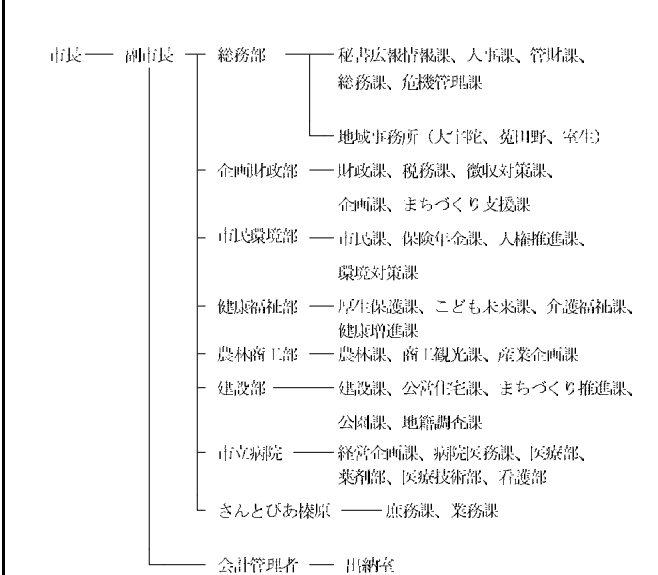 市長 副市長 総務部 秘書広報情報課、人事課、管財課、
総務課、危機管理課
地域事務所（大宇陀、菟田野、室生）
企画財政部 財政課、税務課、徴収対策課、
企画課、まちづくり支援課
市民環境部 市民課、保険年金課、人権推進課、
環境対策課
健康福祉部 厚生保護課、こども未来課、介護福祉課、
健康増進課
農林商工部 農林課、商工観光課、産業企画課
建設部 建設課、公営住宅課、まちづくり推進課、
公園課、地籍調査課
市立病院 経営企画課、病院医務課、医療部、
薬剤部、医療技術部、看護部
さんとぴあ榛原 庶務課、業務課
会計管理者 出納室